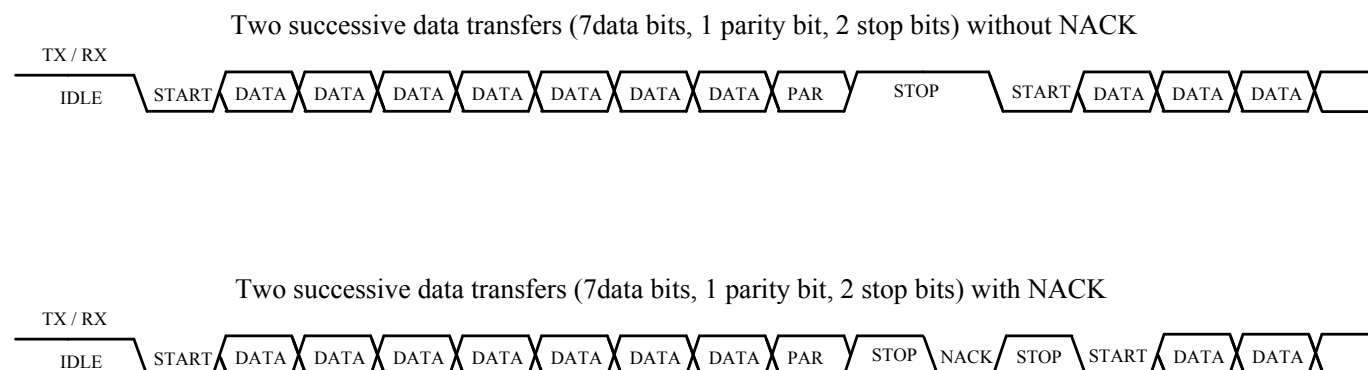 Two successive data transfers (7data bits, 1 parity bit, 2 stop bits) without NACK
TX / RX
IDLE START DATA DATA DATA DATA DATA DATA DATA PAR STOP START DATA DATA DATA
Two successive data transfers (7data bits, 1 parity bit, 2 stop bits) with NACK
TX / RX
IDLE START DATA DATA DATA DATA DATA DATA DATA PAR STOP NACK STOP START DATA DATA